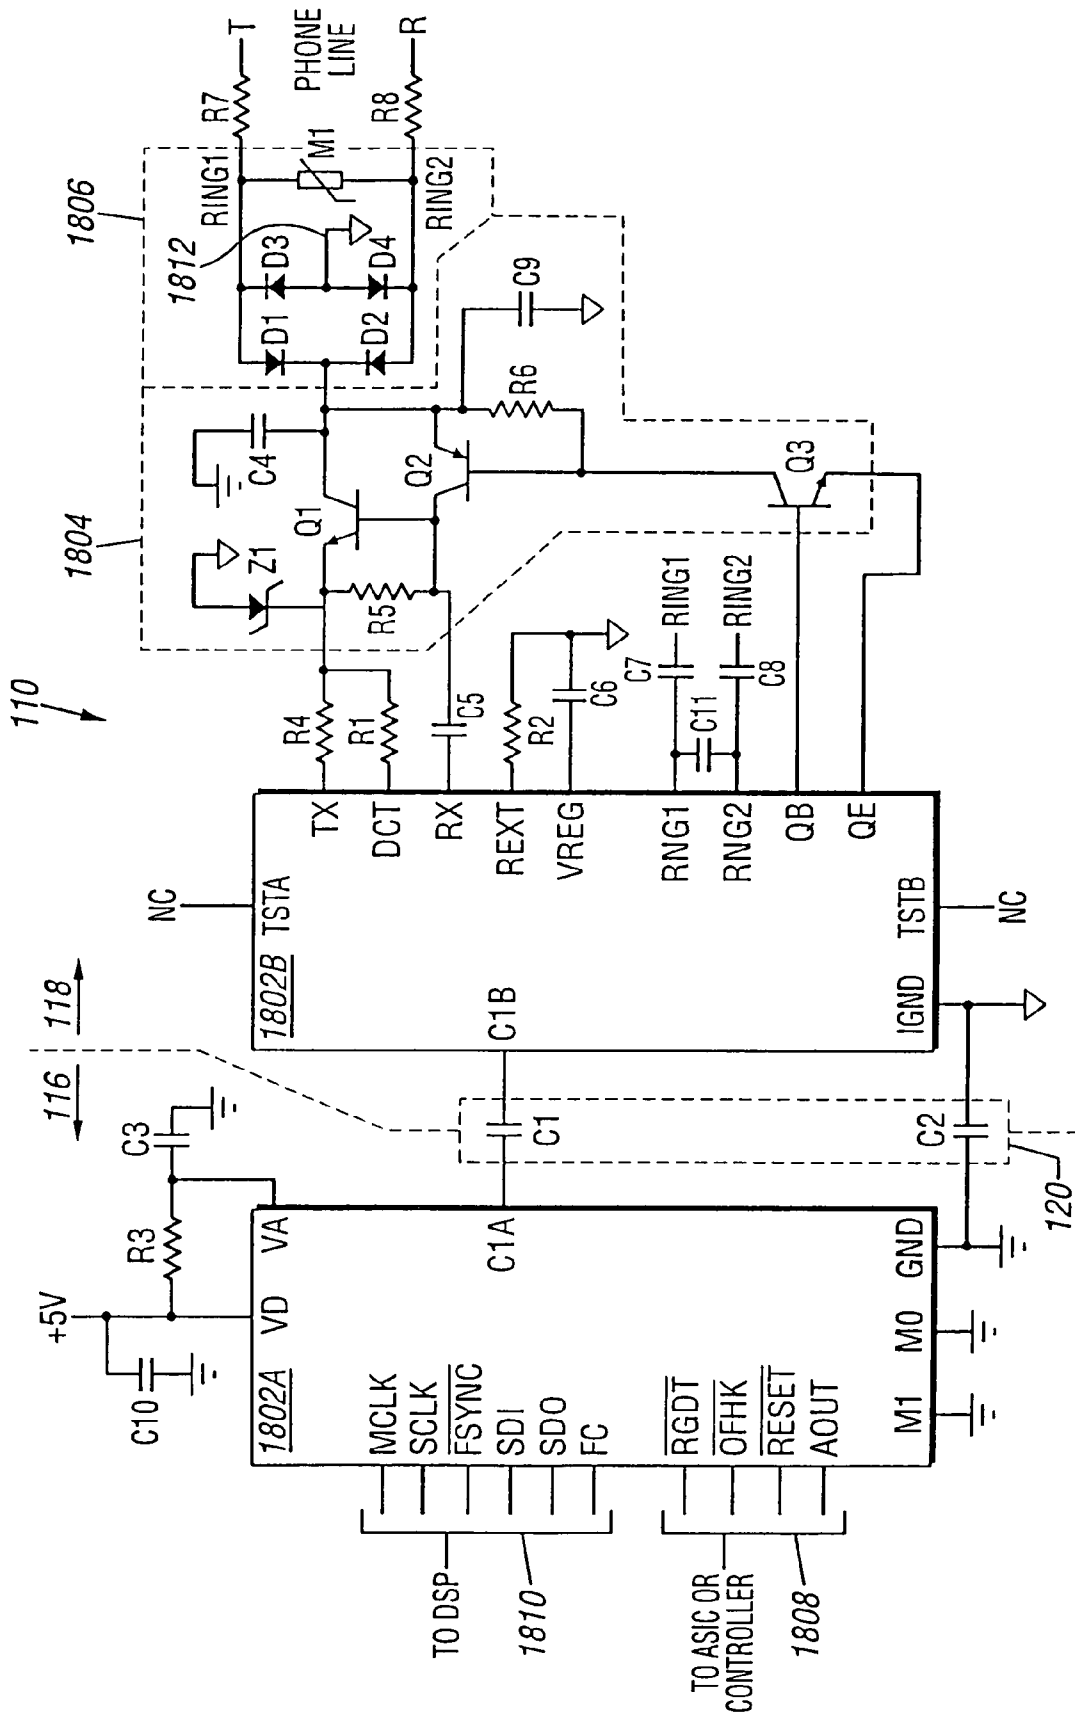 110
116
118
+5V
C10
R3
C3
VD
VA
1802A
MCLK
SCLK
FSYNC
SDI
SDO
FC
RGDT
OFHK
RESET
AOUT
C1A
M1
M0
GND
TO DSP
1810
TO ASIC OR
CONTROLLER
1808
C1
C2
120
NC
TSTA
1802B
C1B
IGND
TSTB
NC
TX
DCT
RX
REXT
VREG
RNG1
RNG2
QB
QE
R4
R1
C5
R2
C6
C7
RING1
C11
C8
RING2
1804
Z1
R5
Q1
C4
Q2
R6
C9
Q3
1806
1812
D1
D3
D2
D4
RING1
M1
RING2
R7
T
PHONE
LINE
R8
R